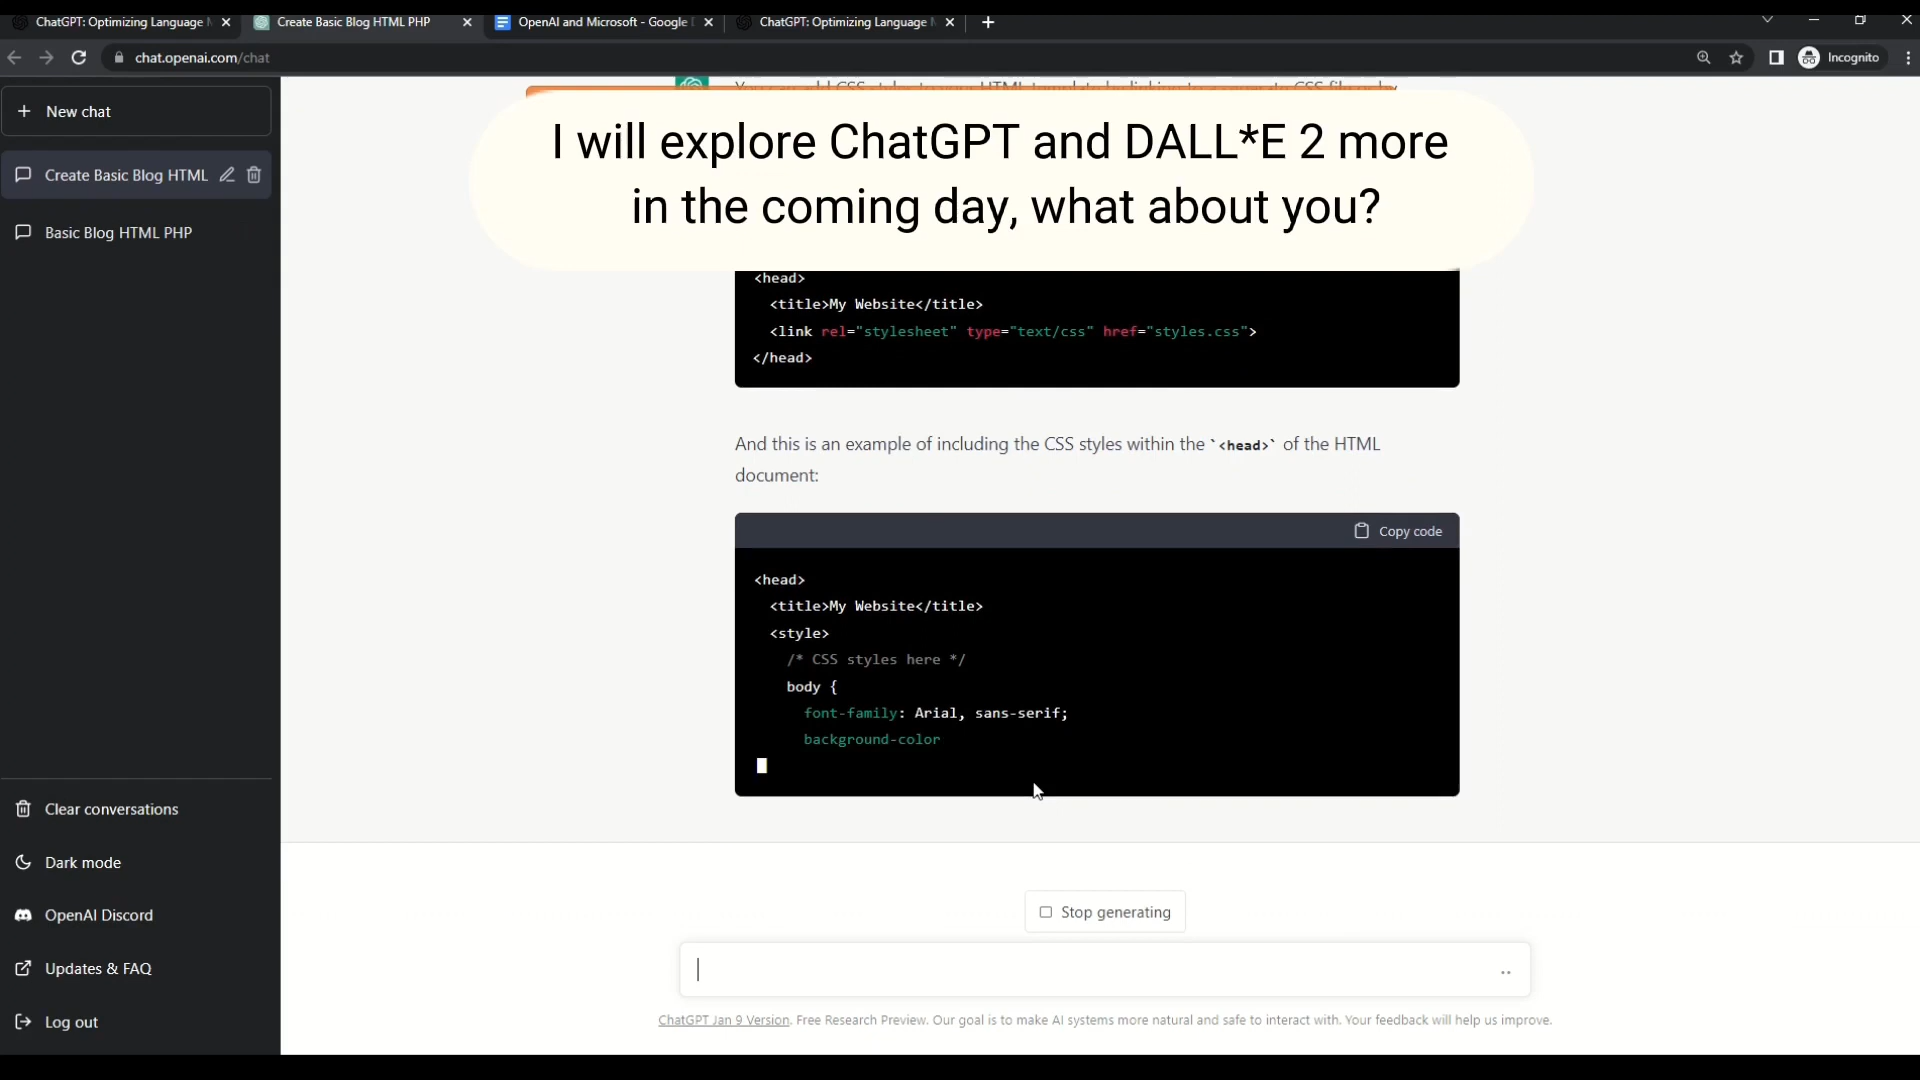 ChatGPT: Optimizing Language
Create Basic Blog HTML PHP
OpenAI and Microsoft - Google
ChatGPT: Optimizing Language
chat.openai.com/chat
Incognito
New chat
Create Basic Blog HTML
Basic Blog HTML PHP
Clear conversations
Dark mode
OpenAI Discord
Updates & FAQ
Log out
I will explore ChatGPT and DALL*E 2 more
in the coming day, what about you?
<head>
<title>My Website</title>
<link rel="stylesheet" type="text/css" href="styles.css">
</head>
And this is an example of including the CSS styles within the `<head>` of the HTML
document:
Copy code
<head>
<title>My Website</title>
<style>
/* CSS styles here */
body {
font-family: Arial, sans-serif;
background-color
Stop generating
ChatGPT Jan 9 Version. Free Research Preview. Our goal is to make AI systems more natural and safe to interact with. Your feedback will help us improve.